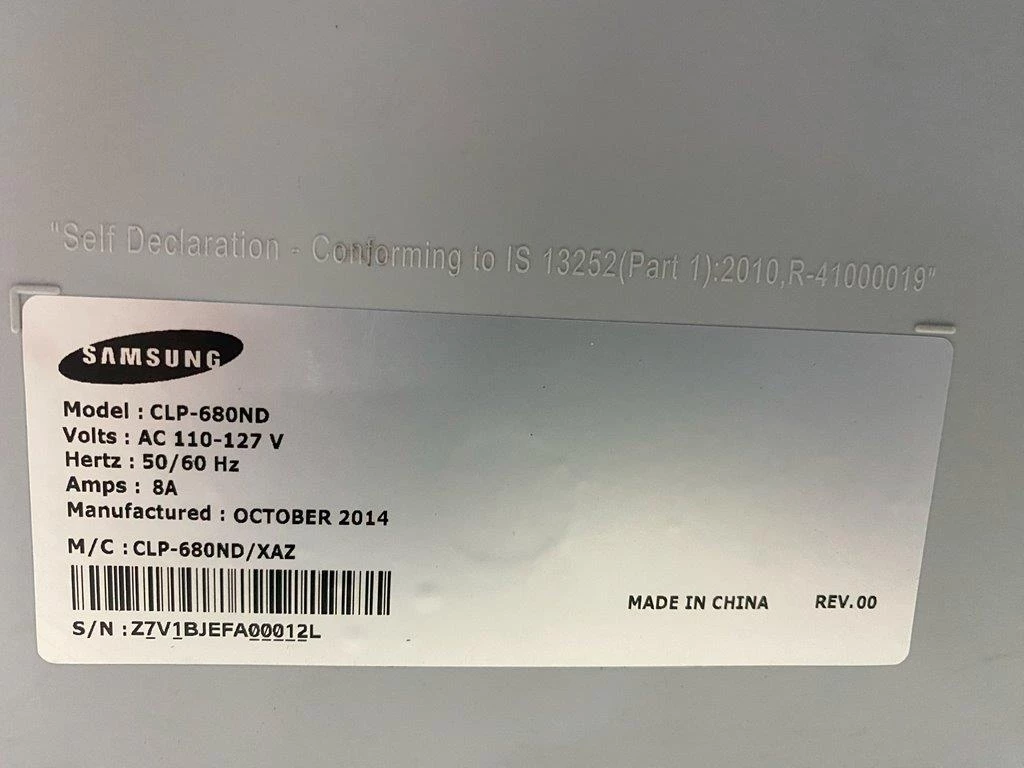 "Self Declaration - Conforming to IS 13252(Part 1):2010,R-41000019"
SAMSUNG
Model : CLP-680ND
Volts : AC 110-127 V
Hertz : 50/60 Hz
Amps : 8A
Manufactured : OCTOBER 2014
M/C : CLP-680ND/XAZ
S/N : Z7V1BJEFA00012L
MADE IN CHINA REV.00